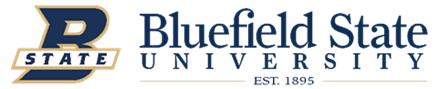 B
STATE
Bluefield State
UNIVERSITY
EST. 1895